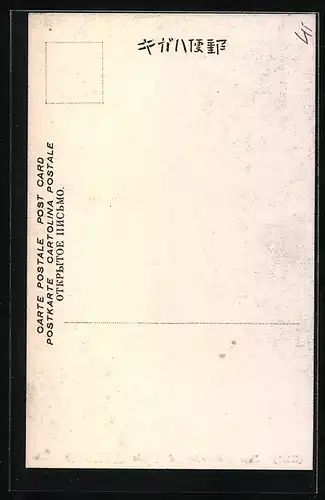 キガハ便郵
CARTE POSTALE POST CARD
POSTKARTE CARTOLINA POSTALE
ОТКРЫТОЕ ПИСЬМО.